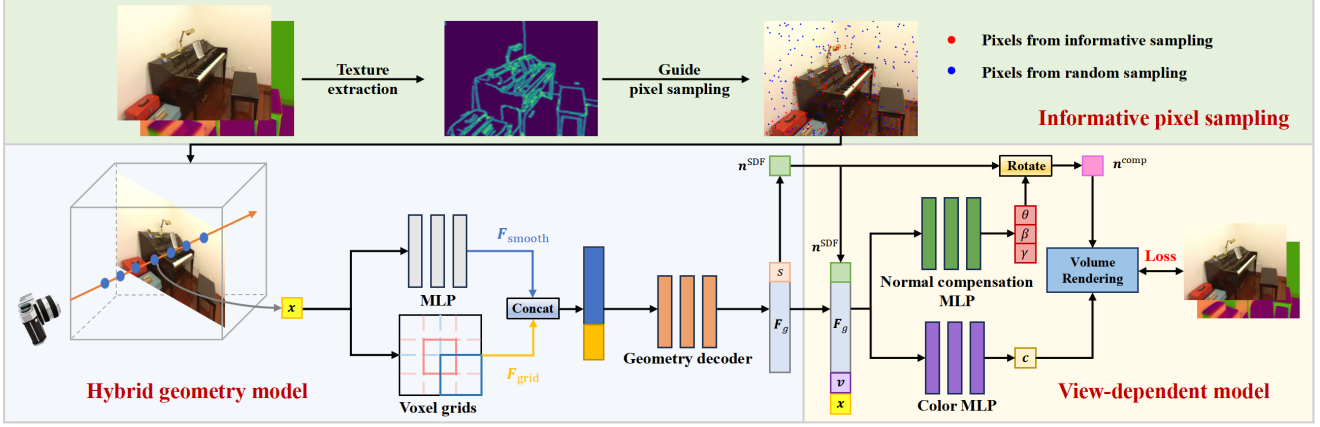 Texture
extraction
Guide
pixel sampling
Pixels from informative sampling
Pixels from random sampling
Informative pixel sampling
x
MLP
F_smooth
Voxel grids
F_grid
Concat
Geometry decoder
Hybrid geometry model
n^SDF
s
F_g
n^SDF
F_g
v
x
Rotate
n^comp
θ
β
γ
Normal compensation
MLP
Color MLP
c
Volume
Rendering
Loss
View-dependent model